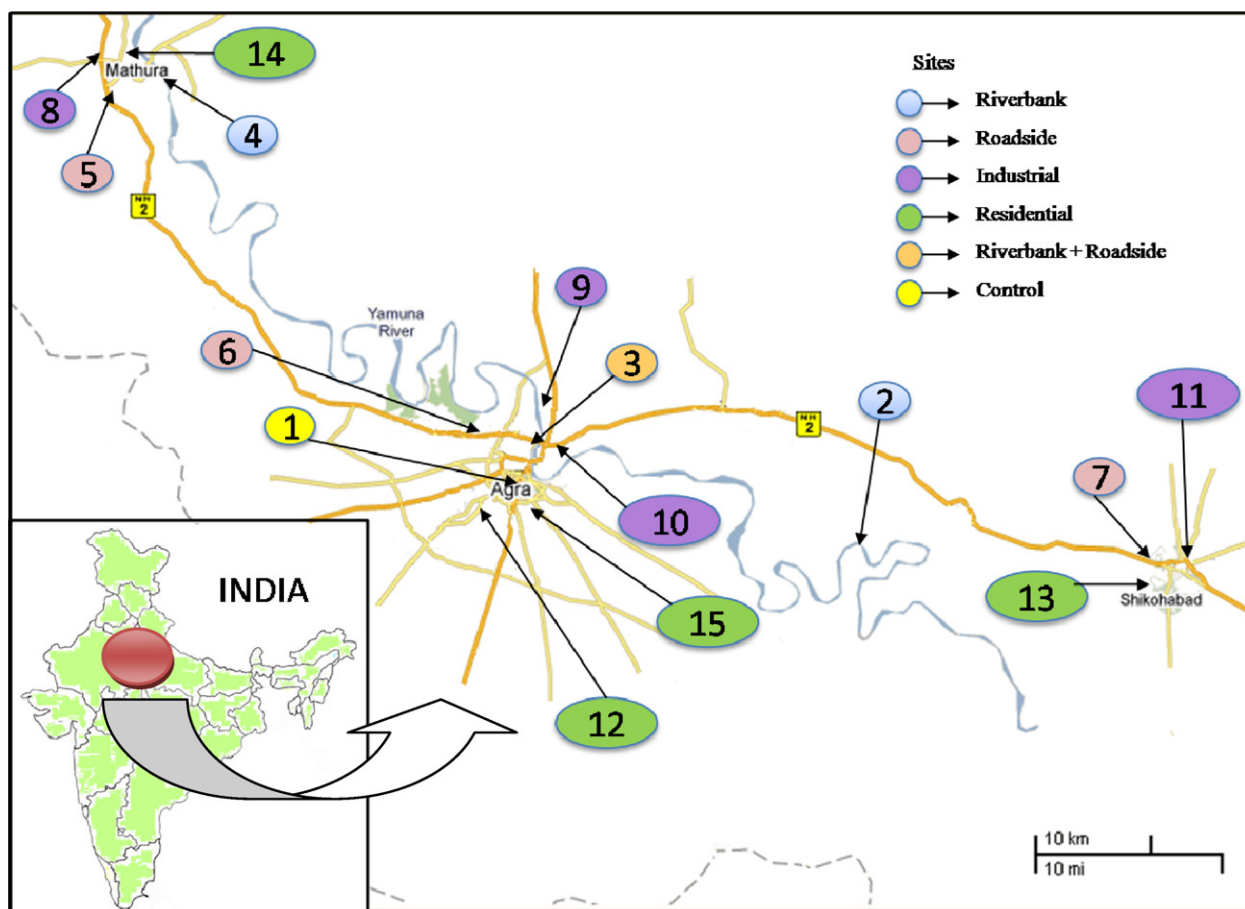 14
Mathura
8
4
5
NH
2
Sites
Riverbank
Roadside
Industrial
Residential
Riverbank + Roadside
Control
9
Yamuna
River
6
3
1
2
NH
2
11
7
Agra
10
13
Shikohabad
15
12
INDIA
10 km
10 mi